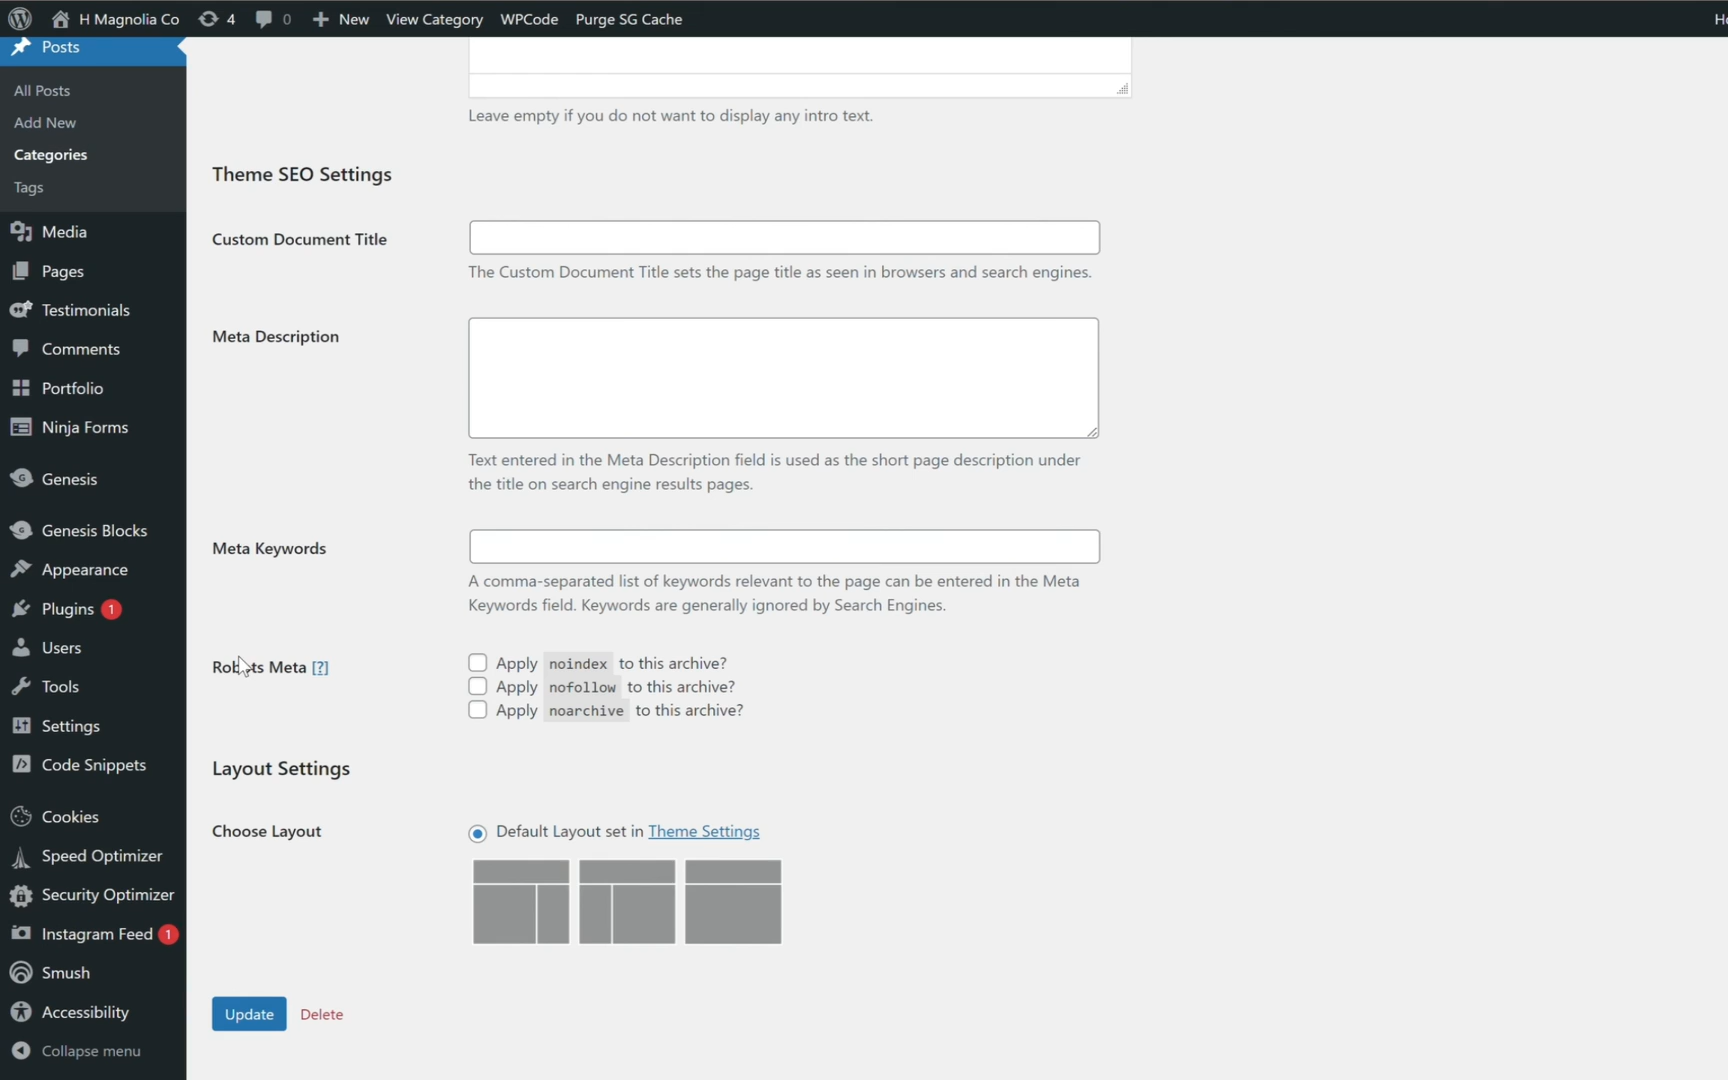 H Magnolia Co 4 0 New View Category WPCode Purge SG Cache
Posts
All Posts
Add New
Categories
Tags
Media
Pages
Testimonials
Comments
Portfolio
Ninja Forms
Genesis
Genesis Blocks
Appearance
Plugins 1
Users
Tools
Settings
Code Snippets
Cookies
Speed Optimizer
Security Optimizer
Instagram Feed 1
Smush
Accessibility
Collapse menu
Leave empty if you do not want to display any intro text.
Theme SEO Settings
Custom Document Title
The Custom Document Title sets the page title as seen in browsers and search engines.
Meta Description
Text entered in the Meta Description field is used as the short page description under
the title on search engine results pages.
Meta Keywords
A comma-separated list of keywords relevant to the page can be entered in the Meta
Keywords field. Keywords are generally ignored by Search Engines.
Robots Meta [?]
Apply noindex to this archive?
Apply nofollow to this archive?
Apply noarchive to this archive?
Layout Settings
Choose Layout
Default Layout set in Theme Settings
Update Delete